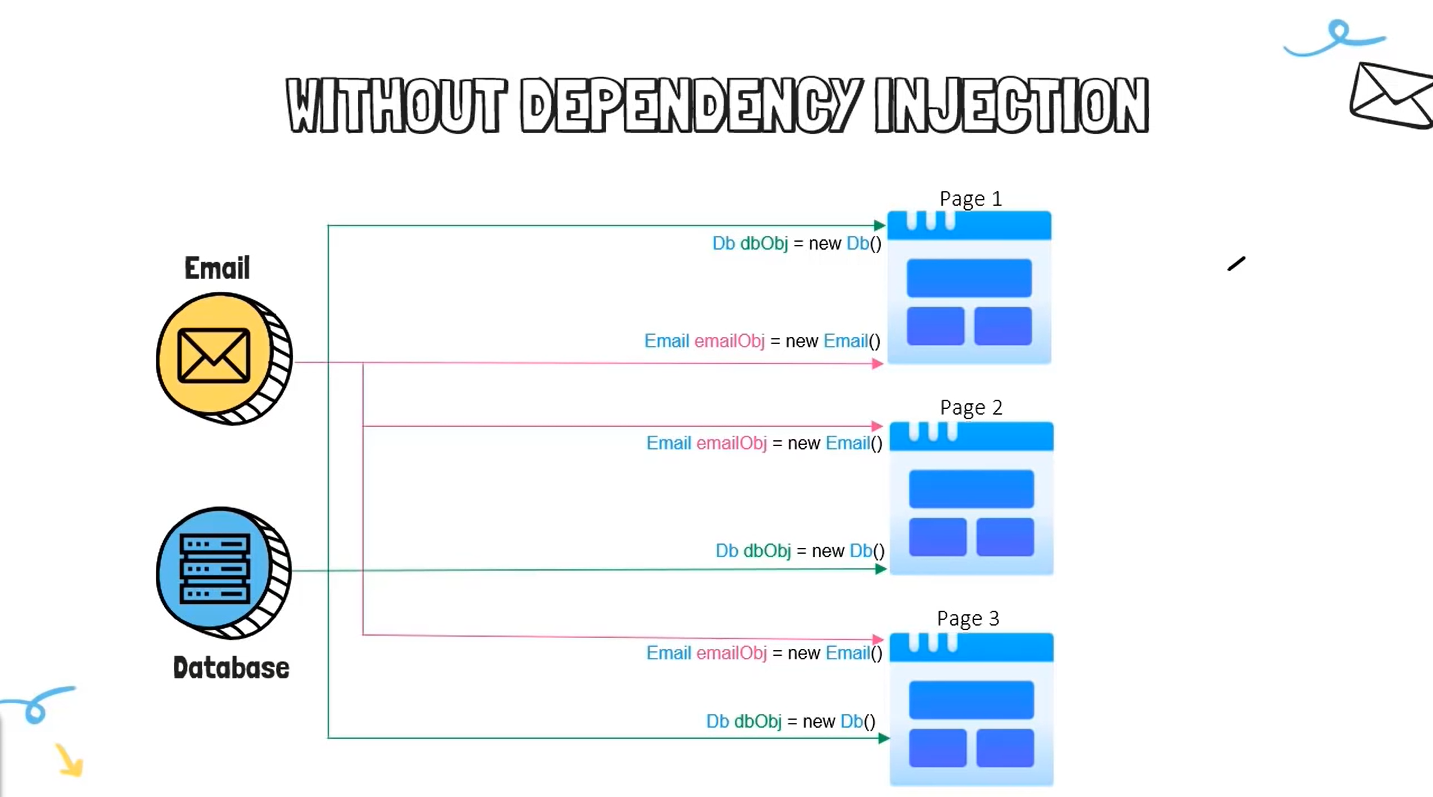 WITHOUT DEPENDENCY INJECTION
Page 1
Db dbObj = new Db()
Email
Email emailObj = new Email()
Page 2
Email emailObj = new Email()
Db dbObj = new Db()
Page 3
Email emailObj = new Email()
Database
Db dbObj = new Db()